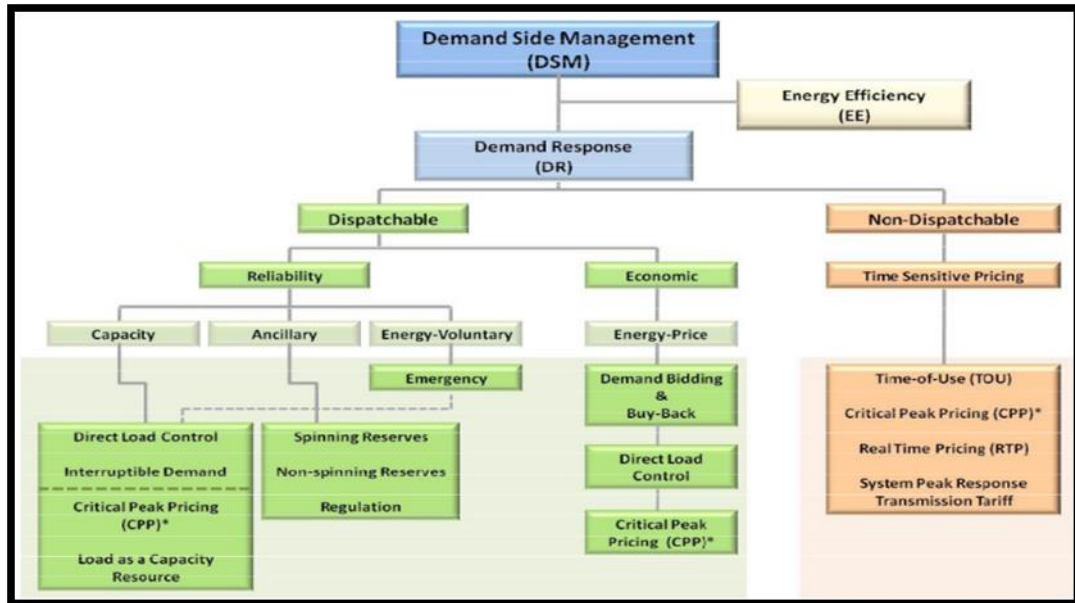 Demand Side Management
(DSM)
Energy Efficiency
(EE)
Demand Response
(DR)
Dispatchable
Non-Dispatchable
Reliability
Economic
Time Sensitive Pricing
Capacity
Ancillary
Energy-Voluntary
Energy-Price
Emergency
Demand Bidding
&
Buy-Back
Time-of-Use (TOU)
Critical Peak Pricing (CPP)*
Real Time Pricing (RTP)
System Peak Response
Transmission Tariff
Direct Load Control
Interruptible Demand
Critical Peak Pricing
(CPP)*
Load as a Capacity
Resource
Spinning Reserves
Non-spinning Reserves
Regulation
Direct Load
Control
Critical Peak
Pricing (CPP)*